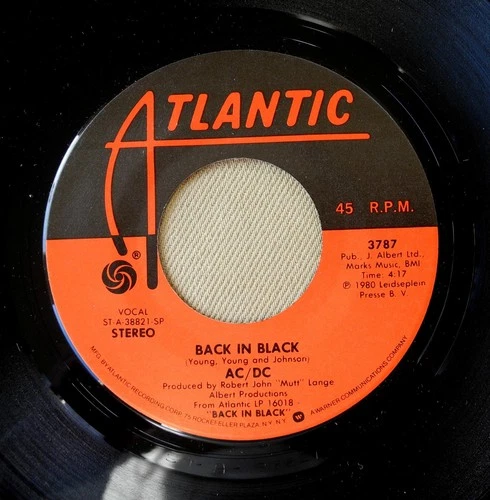 ATLANTIC
45 R.P.M.
®
3787
Pub., J. Albert Ltd.,
Marks Music, BMI
Time: 4:17
℗ 1980 Leidseplein
Presse B. V.
VOCAL
ST-A-38821-SP
STEREO
BACK IN BLACK
(Young, Young and Johnson)
AC/DC
Produced by Robert John "Mutt" Lange
Albert Productions
From Atlantic LP 16018
"BACK IN BLACK"
MFG. BY ATLANTIC RECORDING CORP., 75 ROCKEFELLER PLAZA, N.Y. N.Y.
A WARNER COMMUNICATIONS COMPANY